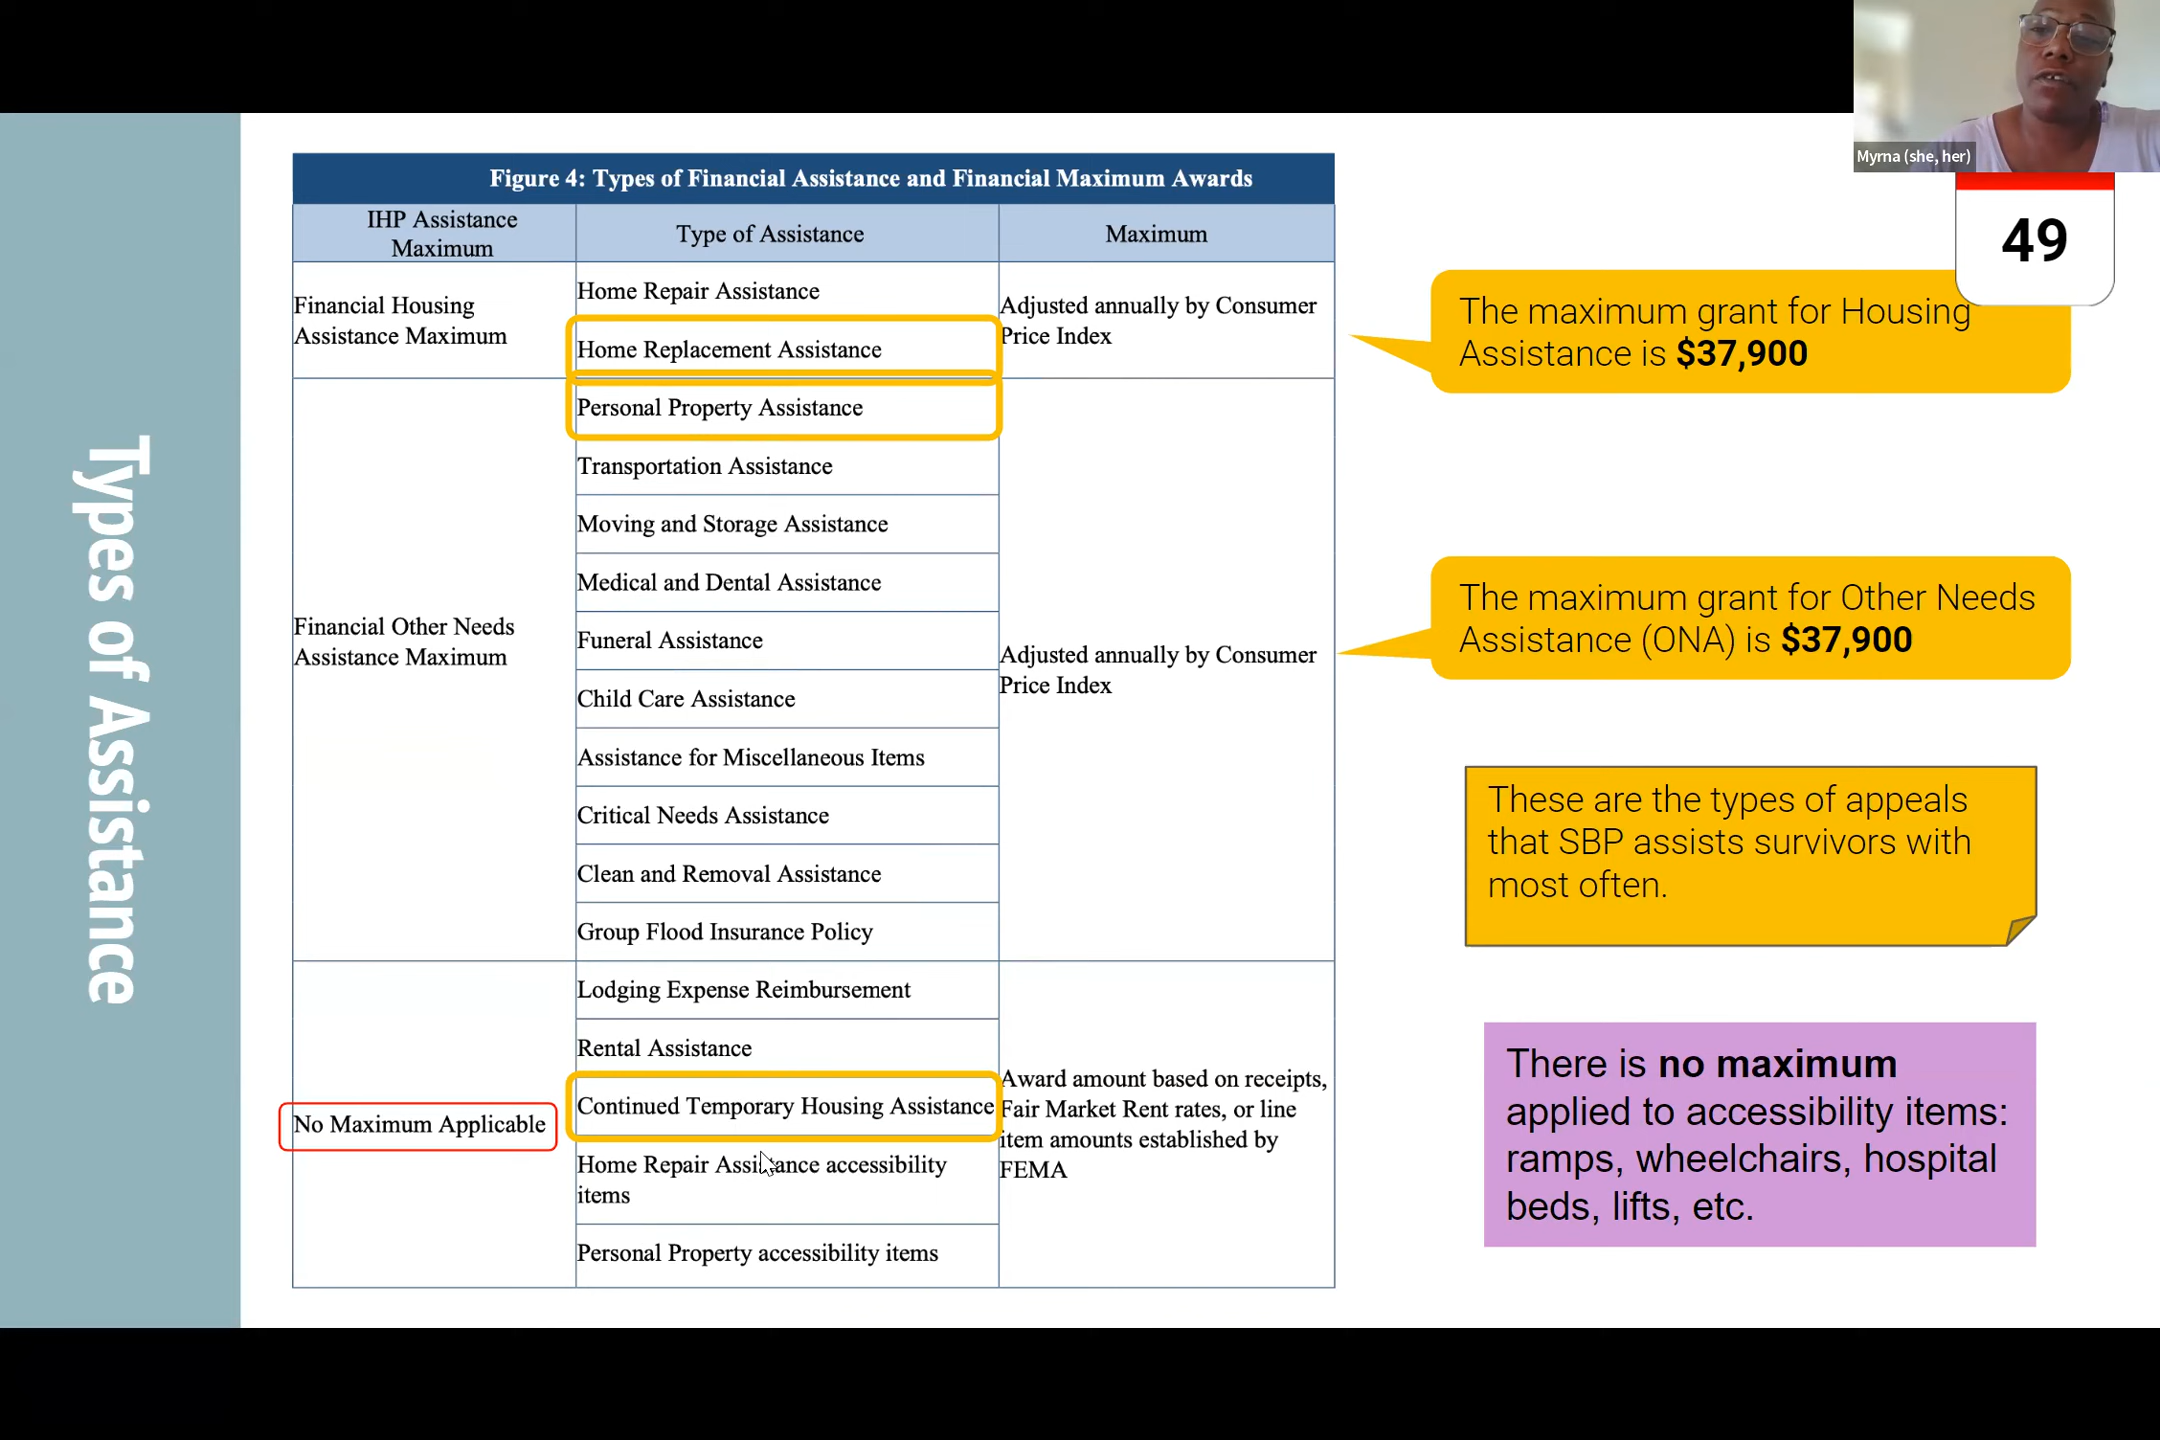 Types of Assistance
Figure 4: Types of Financial Assistance and Financial Maximum Awards
IHP Assistance
Maximum
Type of Assistance
Maximum
Financial Housing
Assistance Maximum
Home Repair Assistance
Home Replacement Assistance
Adjusted annually by Consumer
Price Index
Financial Other Needs
Assistance Maximum
Personal Property Assistance
Transportation Assistance
Moving and Storage Assistance
Medical and Dental Assistance
Funeral Assistance
Child Care Assistance
Assistance for Miscellaneous Items
Critical Needs Assistance
Clean and Removal Assistance
Group Flood Insurance Policy
Adjusted annually by Consumer
Price Index
No Maximum Applicable
Lodging Expense Reimbursement
Rental Assistance
Continued Temporary Housing Assistance
Home Repair Assistance accessibility
items
Personal Property accessibility items
Award amount based on receipts,
Fair Market Rent rates, or line
item amounts established by
FEMA
Myrna (she, her)
49
The maximum grant for Housing
Assistance is $37,900
The maximum grant for Other Needs
Assistance (ONA) is $37,900
These are the types of appeals
that SBP assists survivors with
most often.
There is no maximum
applied to accessibility items:
ramps, wheelchairs, hospital
beds, lifts, etc.